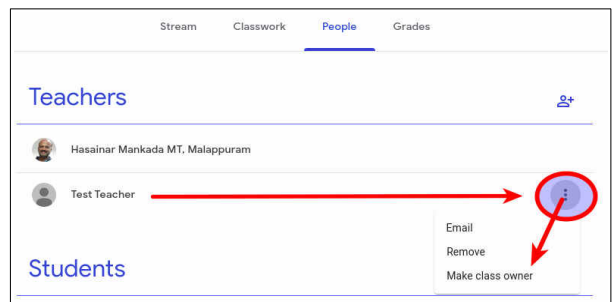 Stream Classwork People Grades
Teachers
Hasainar Mankada MT, Malappuram
Test Teacher
Email
Remove
Make class owner
Students